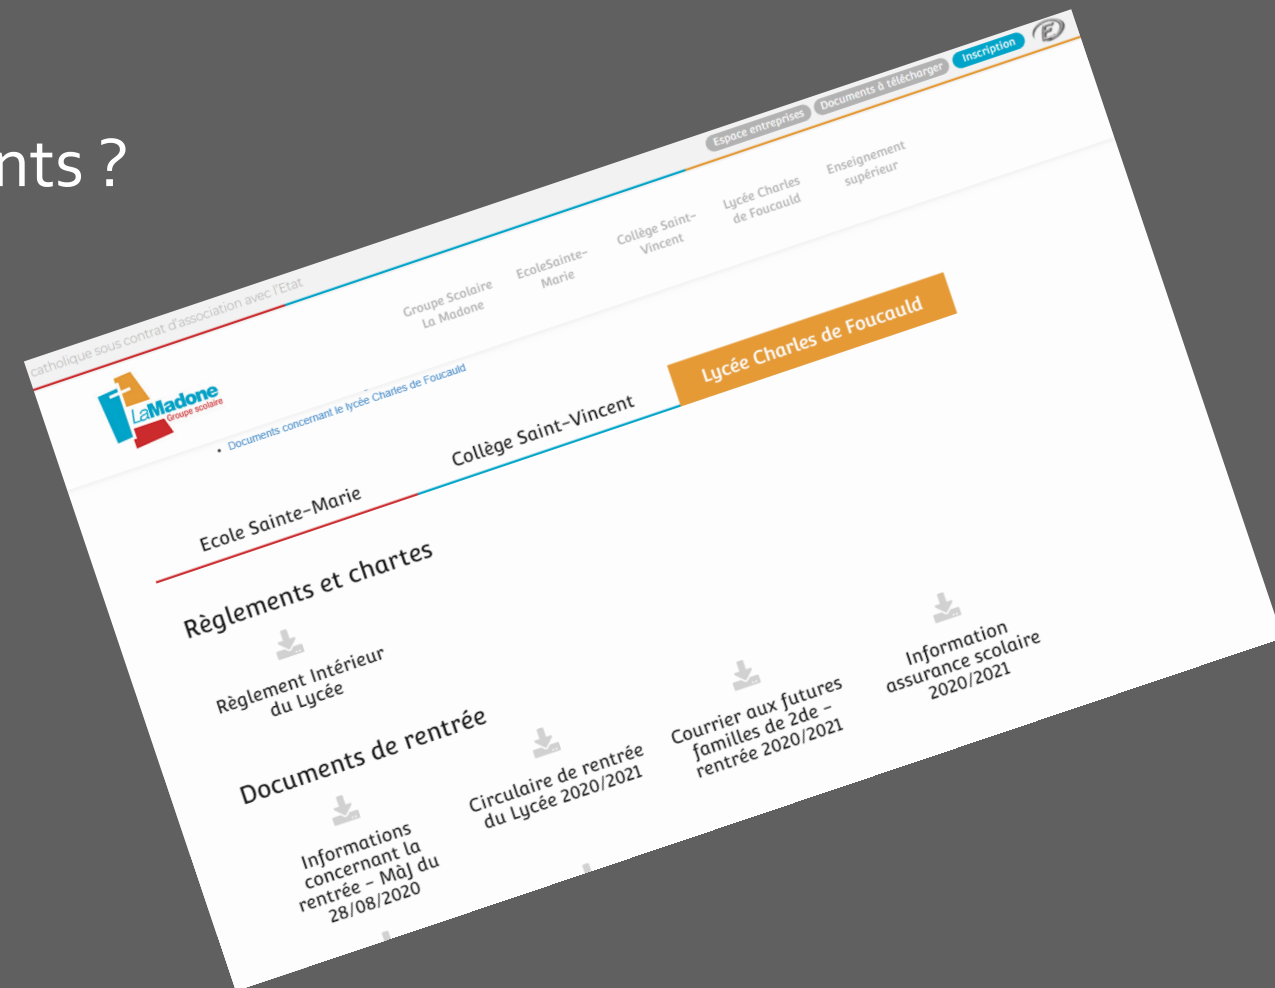 nts ?
Espace entreprises
Documents à télécharger
Inscription
catholique sous contrat d'association avec l'Etat
Groupe Scolaire
La Madone
EcoleSainte-
Marie
Collège Saint-
Vincent
Lycée Charles
de Foucauld
Enseignement
supérieur
LaMadone
Groupe scolaire
• Documents concernant le lycée Charles de Foucauld
Ecole Sainte-Marie
Collège Saint-Vincent
Lycée Charles de Foucauld
Règlements et chartes
Règlement Intérieur
du Lycée
Documents de rentrée
Informations
concernant la
rentrée - MàJ du
28/08/2020
Circulaire de rentrée
du Lycée 2020/2021
Courrier aux futures
familles de 2de -
rentrée 2020/2021
Information
assurance scolaire
2020/2021